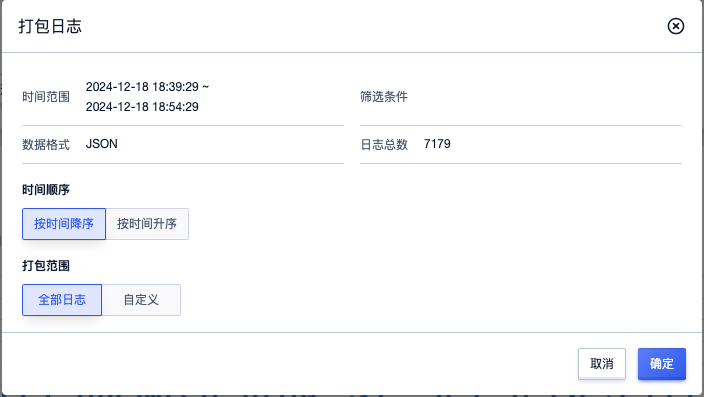 打包日志
时间范围
2024-12-18 18:39:29 ~
2024-12-18 18:54:29
筛选条件
数据格式 JSON
日志总数 7179
时间顺序
按时间降序 按时间升序
打包范围
全部日志 自定义
取消 确定